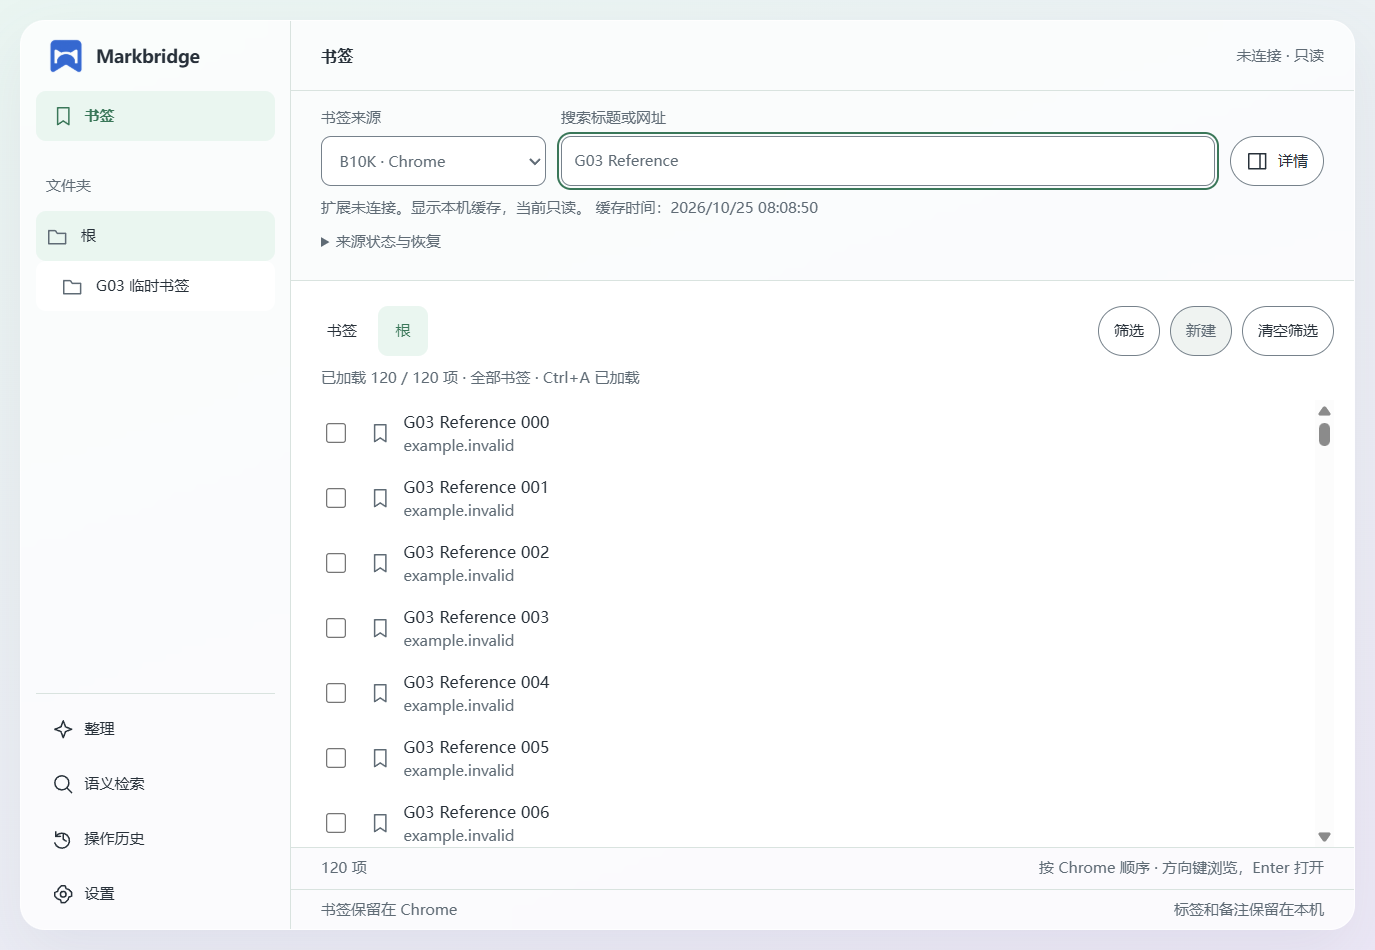 Markbridge
书签
文件夹
根
G03 临时书签
整理
语义检索
操作历史
设置
书签
未连接 · 只读
书签来源
搜索标题或网址
B10K · Chrome
G03 Reference
详情
扩展未连接。显示本机缓存，当前只读。 缓存时间：2026/10/25 08:08:50
来源状态与恢复
书签
根
筛选
新建
清空筛选
已加载 120 / 120 项 · 全部书签 · Ctrl+A 已加载
G03 Reference 000
example.invalid
G03 Reference 001
example.invalid
G03 Reference 002
example.invalid
G03 Reference 003
example.invalid
G03 Reference 004
example.invalid
G03 Reference 005
example.invalid
G03 Reference 006
example.invalid
120 项
按 Chrome 顺序 · 方向键浏览，Enter 打开
书签保留在 Chrome
标签和备注保留在本机